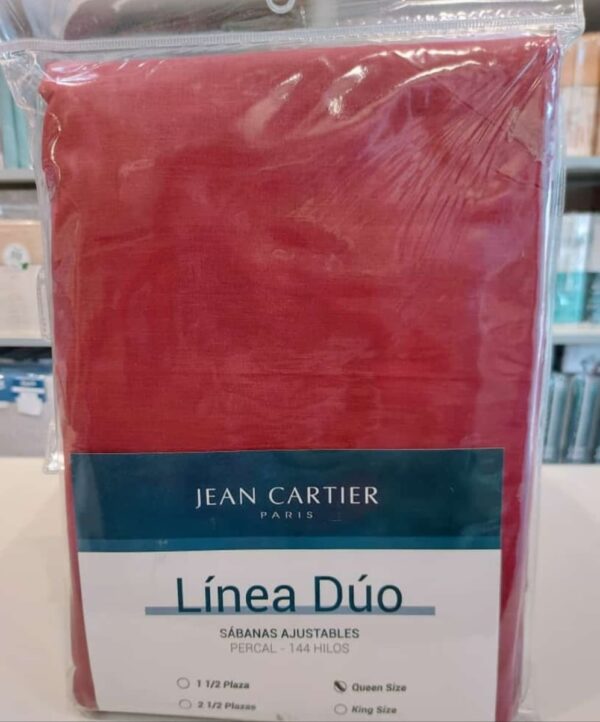 JEAN CARTIER
PARIS
Línea Dúo
SÁBANAS AJUSTABLES
PERCAL - 144 HILOS
1 1/2 Plaza
Queen Size
2 1/2 Plazas
King Size